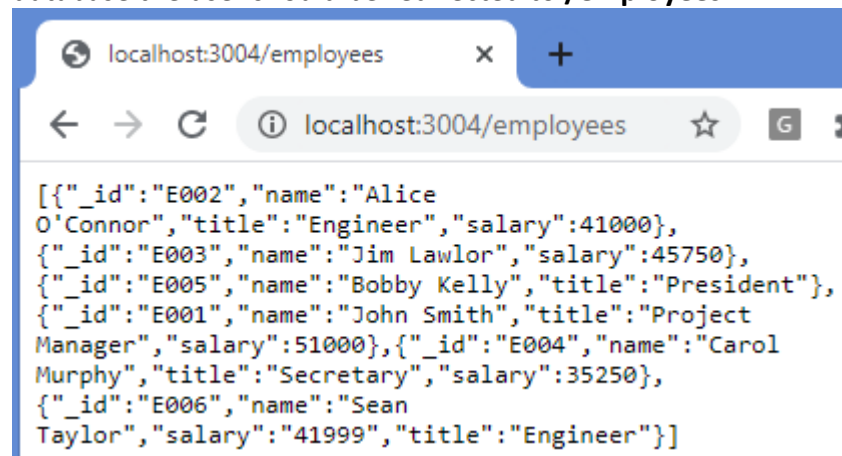 localhost:3004/employees
localhost:3004/employees
G
[{"_id":"E002","name":"Alice
O'Connor","title":"Engineer","salary":41000},
{"_id":"E003","name":"Jim Lawlor","salary":45750},
{"_id":"E005","name":"Bobby Kelly","title":"President"},
{"_id":"E001","name":"John Smith","title":"Project
Manager","salary":51000},{"_id":"E004","name":"Carol
Murphy","title":"Secretary","salary":35250},
{"_id":"E006","name":"Sean
Taylor","salary":"41999","title":"Engineer"}]